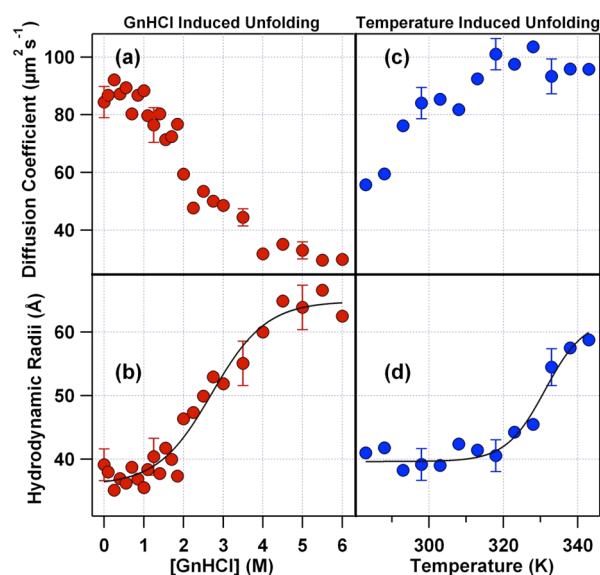 GnHCl Induced Unfolding
Temperature Induced Unfolding
Diffusion Coefficient (µm²s⁻¹)
100
80
60
40
(a)
(c)
Hydrodynamic Radii (Å)
60
50
40
(b)
(d)
0 1 2 3 4 5 6
[GnHCl] (M)
300 320 340
Temperature (K)